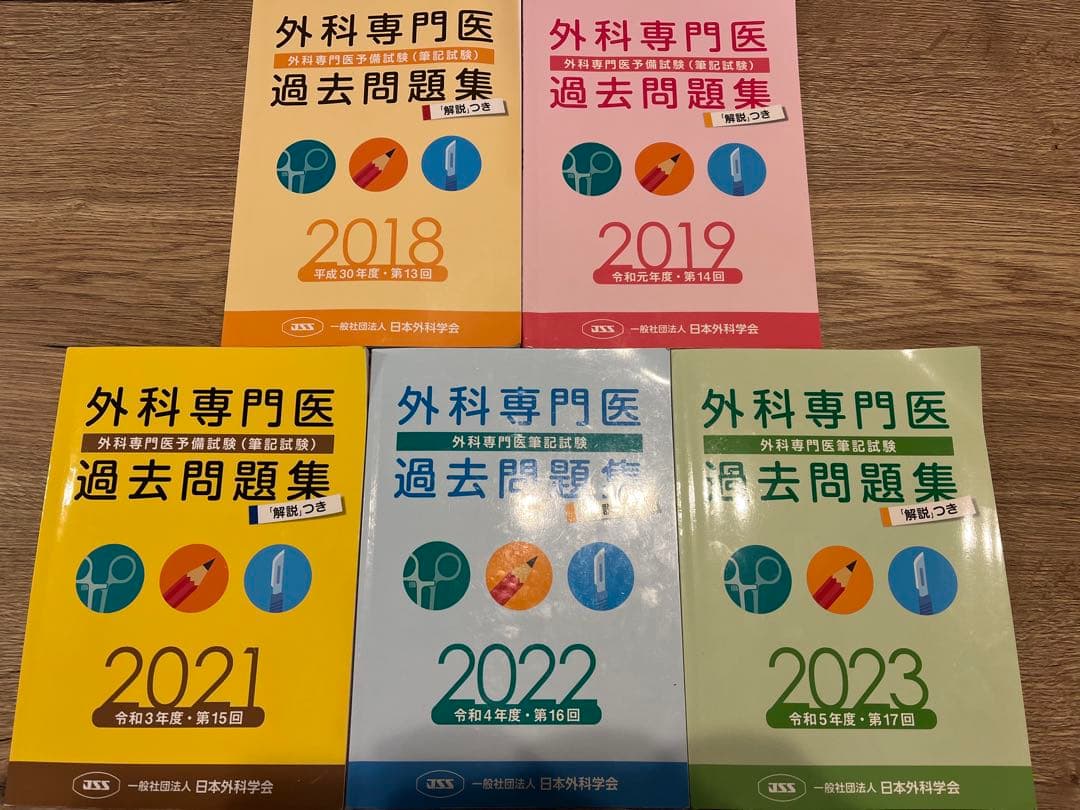 外科専門医
外科専門医予備試験(筆記試験)
過去問題集
「解説」つき
2018
平成30年度・第13回
JSS 一般社団法人 日本外科学会
外科専門医
外科専門医予備試験(筆記試験)
過去問題集
「解説」つき
2019
令和元年度・第14回
JSS 一般社団法人 日本外科学会
外科専門医
外科専門医予備試験(筆記試験)
過去問題集
「解説」つき
2021
令和3年度・第15回
JSS 一般社団法人 日本外科学会
外科専門医
外科専門医筆記試験
過去問題集
2022
令和4年度・第16回
JSS 一般社団法人 日本外科学会
外科専門医
外科専門医筆記試験
過去問題集
「解説」つき
2023
令和5年度・第17回
JSS 一般社団法人 日本外科学会